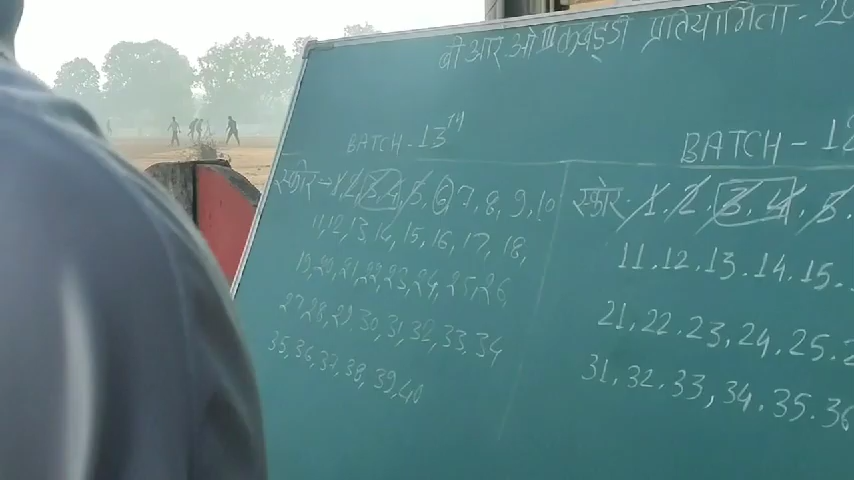 बी आर ओ III कबड्डी प्रतियोगिता - 20
BATCH - 13TH
स्कोर → 1, 2, 3, 4, 5, 6, 7, 8, 9, 10
11, 12, 13, 14, 15, 16, 17, 18,
19, 20, 21, 22, 23, 24, 25, 26,
27, 28, 29, 30, 31, 32, 33, 34
35, 36, 37, 38, 39, 40
BATCH - 12
स्कोर. 1. 2. 3. 4. 5.
11. 12. 13. 14. 15.
21. 22. 23. 24. 25. 2
31. 32. 33, 34. 35. 36